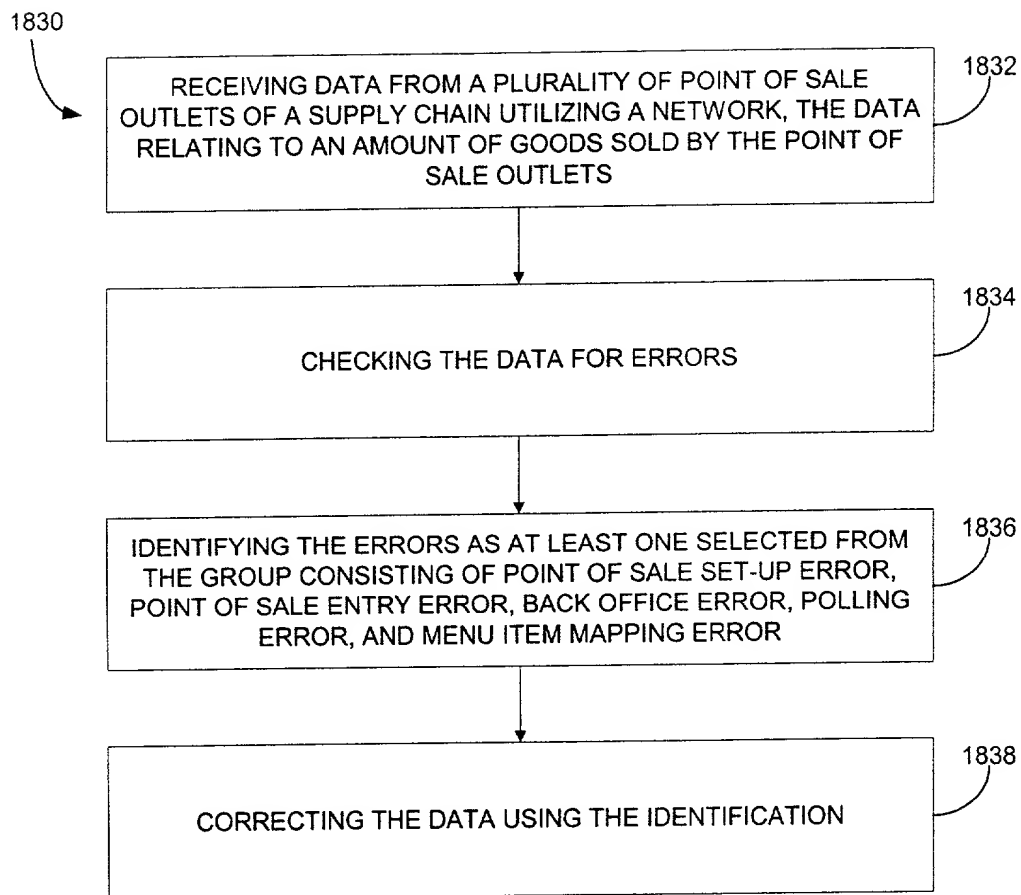 1830
1832
RECEIVING DATA FROM A PLURALITY OF POINT OF SALE
OUTLETS OF A SUPPLY CHAIN UTILIZING A NETWORK, THE DATA
RELATING TO AN AMOUNT OF GOODS SOLD BY THE POINT OF
SALE OUTLETS
1834
CHECKING THE DATA FOR ERRORS
1836
IDENTIFYING THE ERRORS AS AT LEAST ONE SELECTED FROM
THE GROUP CONSISTING OF POINT OF SALE SET-UP ERROR,
POINT OF SALE ENTRY ERROR, BACK OFFICE ERROR, POLLING
ERROR, AND MENU ITEM MAPPING ERROR
1838
CORRECTING THE DATA USING THE IDENTIFICATION